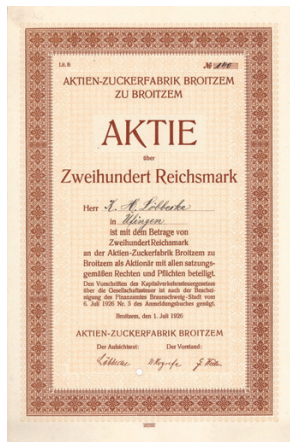 Lit. B № 
AKTIEN-ZUCKERFABRIK BROITZEM
ZU BROITZEM
AKTIE
über
Zweihundert Reichsmark
Herr K. H. Löbbecke
in Üfingen
ist mit dem Betrage von
Zweihundert Reichsmark
an der Aktien-Zuckerfabrik Broitzem zu
Broitzem als Aktionär mit allen satzungs-
gemäßen Rechten und Pflichten beteiligt.
Den Vorschriften des Kapitalverkehrssteuergesetzes
über die Gesellschaftssteuer ist nach der Beschei-
nigung des Finanzamtes Braunschweig-Stadt vom
6. Juli 1926 Nr. 5 des Anmeldungsbuches genügt.
Broitzem, den 1. Juli 1926
AKTIEN-ZUCKERFABRIK BROITZEM
Der Aufsichtsrat: Der Vorstand:
Löbbecke